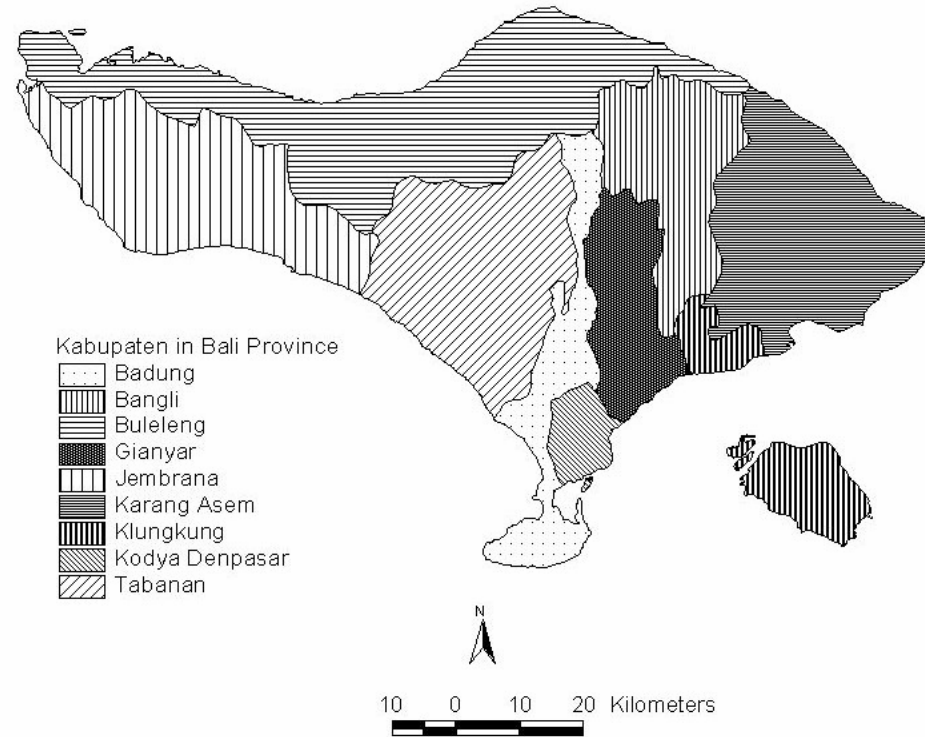 Kabupaten in Bali Province
Badung
Bangli
Buleleng
Gianyar
Jembrana
Karang Asem
Klungkung
Kodya Denpasar
Tabanan
N
10 0 10 20 Kilometers